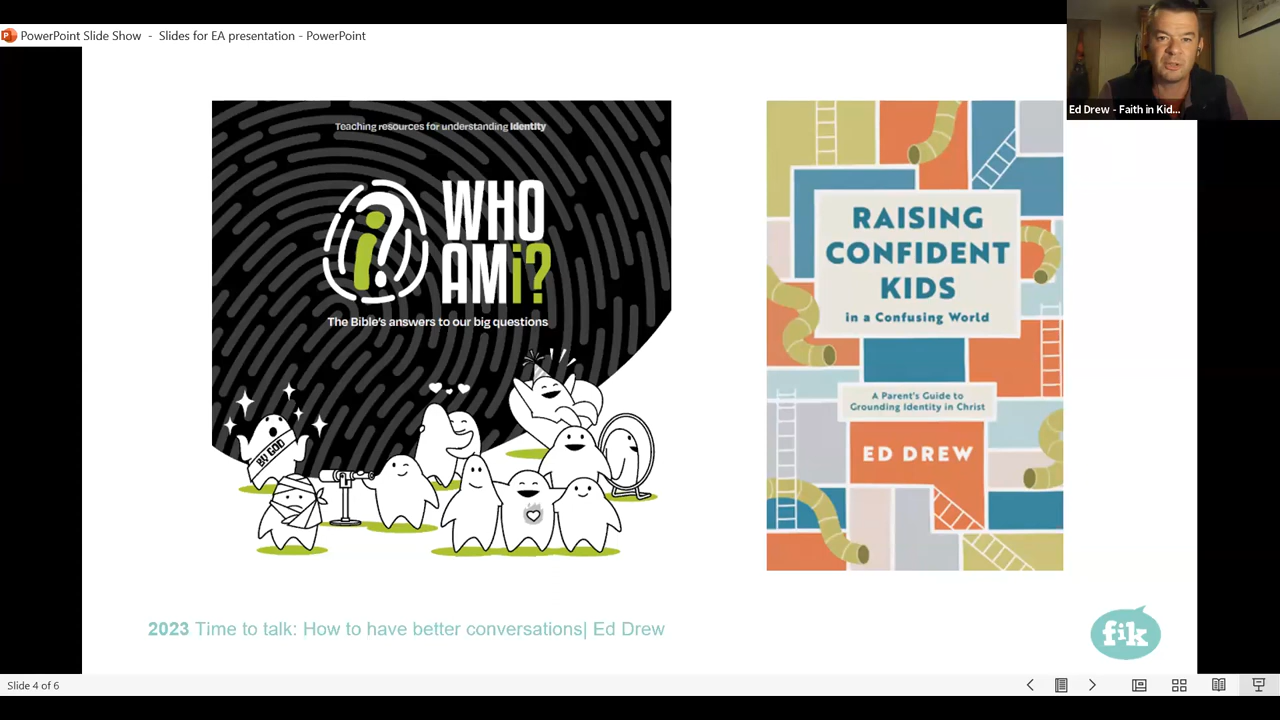 PowerPoint Slide Show - Slides for EA presentation - PowerPoint
Ed Drew - Faith in Kid...
Teaching resources for understanding Identity
i?
WHO
AMi?
The Bible's answers to our big questions
BY GOD
RAISING
CONFIDENT
KIDS
in a Confusing World
A Parent's Guide to
Grounding Identity in Christ
ED DREW
2023 Time to talk: How to have better conversations| Ed Drew
fik
Slide 4 of 6